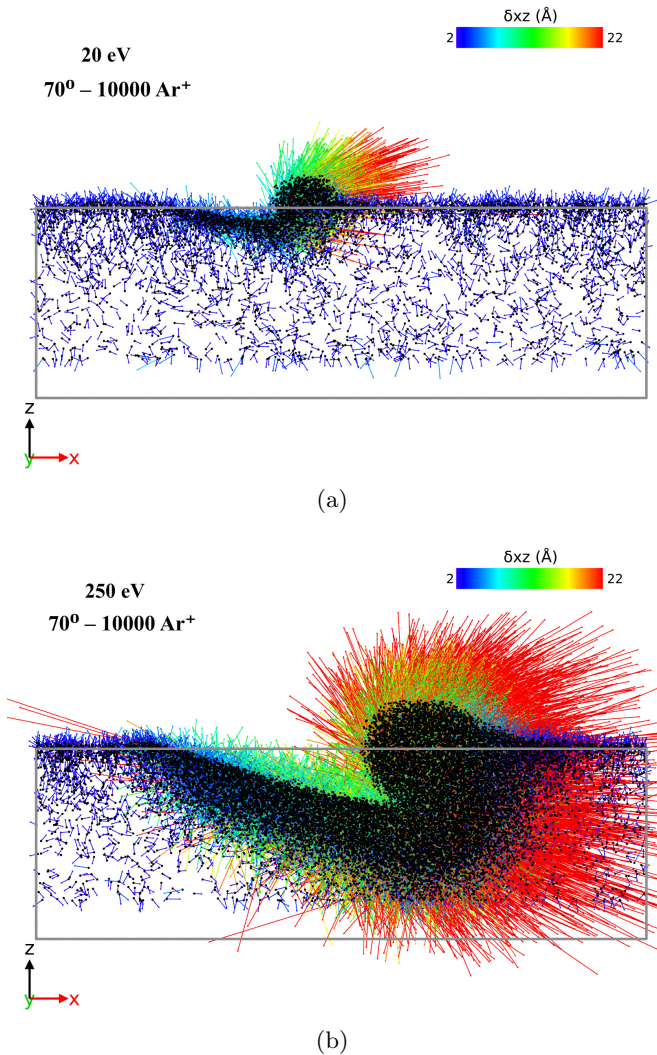 δxz (Å)
2 22
20 eV
70º – 10000 Ar⁺
z
y x
(a)
δxz (Å)
2 22
250 eV
70º – 10000 Ar⁺
z
y x
(b)